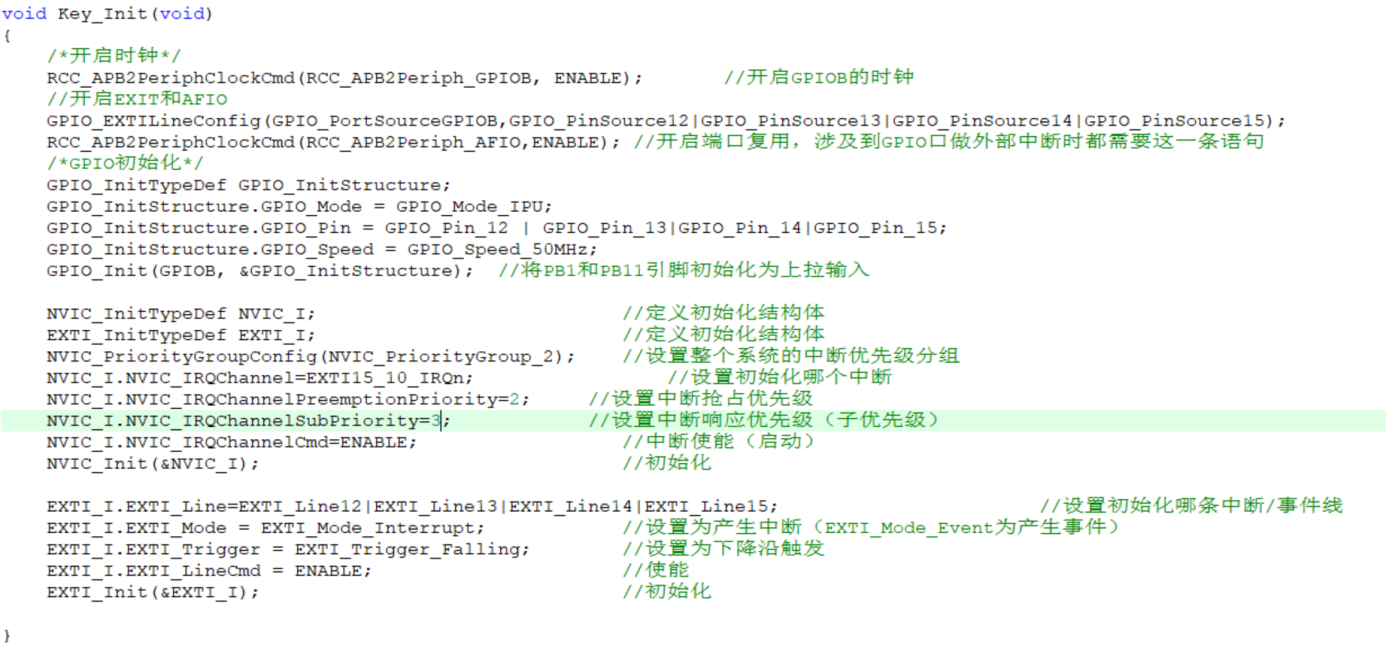 void Key_Init(void)
{
/*开启时钟*/
RCC_APB2PeriphClockCmd(RCC_APB2Periph_GPIOB, ENABLE); //开启GPIOB的时钟
//开启EXIT和AFIO
GPIO_EXTILineConfig(GPIO_PortSourceGPIOB,GPIO_PinSource12|GPIO_PinSource13|GPIO_PinSource14|GPIO_PinSource15);
RCC_APB2PeriphClockCmd(RCC_APB2Periph_AFIO,ENABLE); //开启端口复用，涉及到GPIO口做外部中断时都需要这一条语句
/*GPIO初始化*/
GPIO_InitTypeDef GPIO_InitStructure;
GPIO_InitStructure.GPIO_Mode = GPIO_Mode_IPU;
GPIO_InitStructure.GPIO_Pin = GPIO_Pin_12 | GPIO_Pin_13|GPIO_Pin_14|GPIO_Pin_15;
GPIO_InitStructure.GPIO_Speed = GPIO_Speed_50MHz;
GPIO_Init(GPIOB, &GPIO_InitStructure); //将PB1和PB11引脚初始化为上拉输入
NVIC_InitTypeDef NVIC_I; //定义初始化结构体
EXTI_InitTypeDef EXTI_I; //定义初始化结构体
NVIC_PriorityGroupConfig(NVIC_PriorityGroup_2); //设置整个系统的中断优先级分组
NVIC_I.NVIC_IRQChannel=EXTI15_10_IRQn; //设置初始化哪个中断
NVIC_I.NVIC_IRQChannelPreemptionPriority=2; //设置中断抢占优先级
NVIC_I.NVIC_IRQChannelSubPriority=3; //设置中断响应优先级（子优先级）
NVIC_I.NVIC_IRQChannelCmd=ENABLE; //中断使能（启动）
NVIC_Init(&NVIC_I); //初始化
EXTI_I.EXTI_Line=EXTI_Line12|EXTI_Line13|EXTI_Line14|EXTI_Line15; //设置初始化哪条中断/事件线
EXTI_I.EXTI_Mode = EXTI_Mode_Interrupt; //设置为产生中断（EXTI_Mode_Event为产生事件）
EXTI_I.EXTI_Trigger = EXTI_Trigger_Falling; //设置为下降沿触发
EXTI_I.EXTI_LineCmd = ENABLE; //使能
EXTI_Init(&EXTI_I); //初始化
}